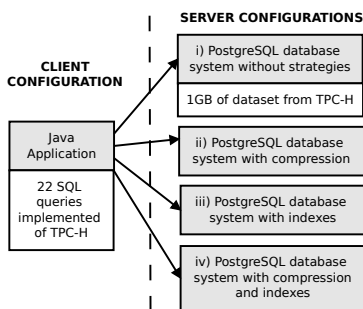 SERVER CONFIGURATIONS
CLIENT
CONFIGURATION
Java
Application
22 SQL
queries
implemented
of TPC-H
i) PostgreSQL database
system without strategies
1GB of dataset from TPC-H
ii) PostgreSQL database
system with compression
iii) PostgreSQL database
system with indexes
iv) PostgreSQL database
system with compression
and indexes